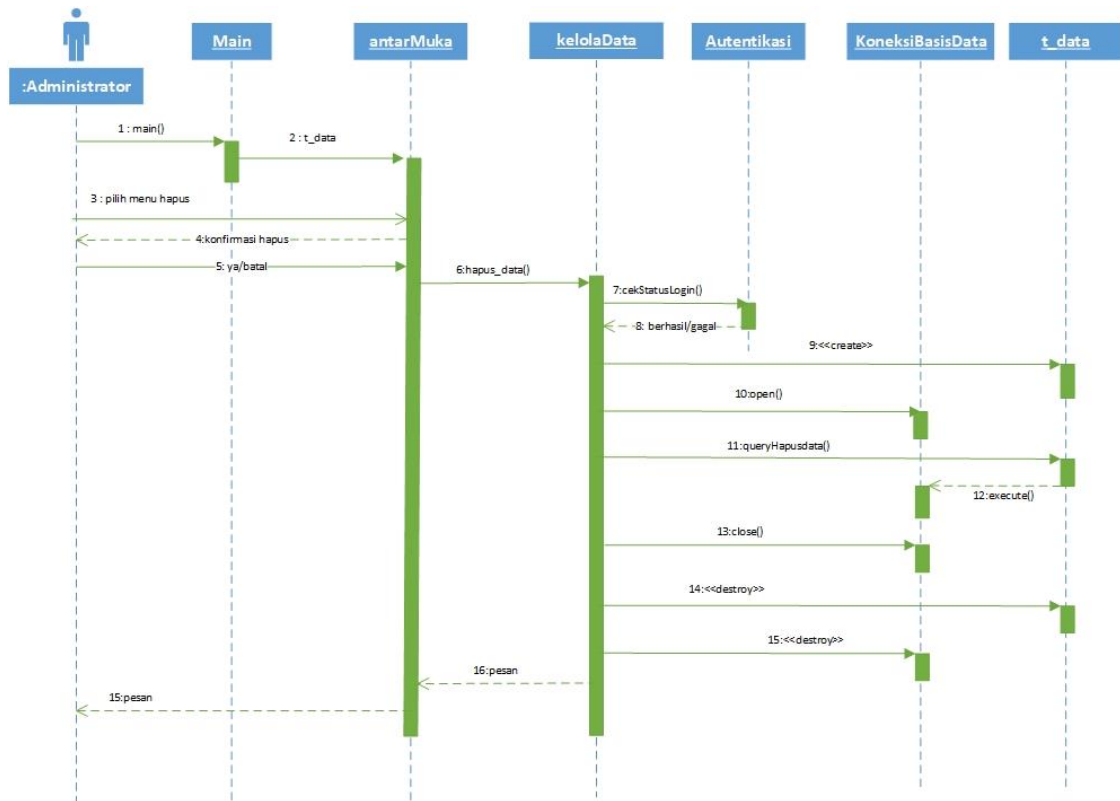 :Administrator
Main
antarMuka
kelolaData
Autentikasi
KoneksiBasisData
t_data
1 : main()
2 : t_data
3 : pilih menu hapus
4:konfirmasi hapus
5: ya/batal
6:hapus_data()
7:cekStatusLogin()
8: berhasil/gagal
9:<<create>>
10:open()
11:queryHapusdata()
12:execute()
13:close()
14:<<destroy>>
15:<<destroy>>
16:pesan
15:pesan